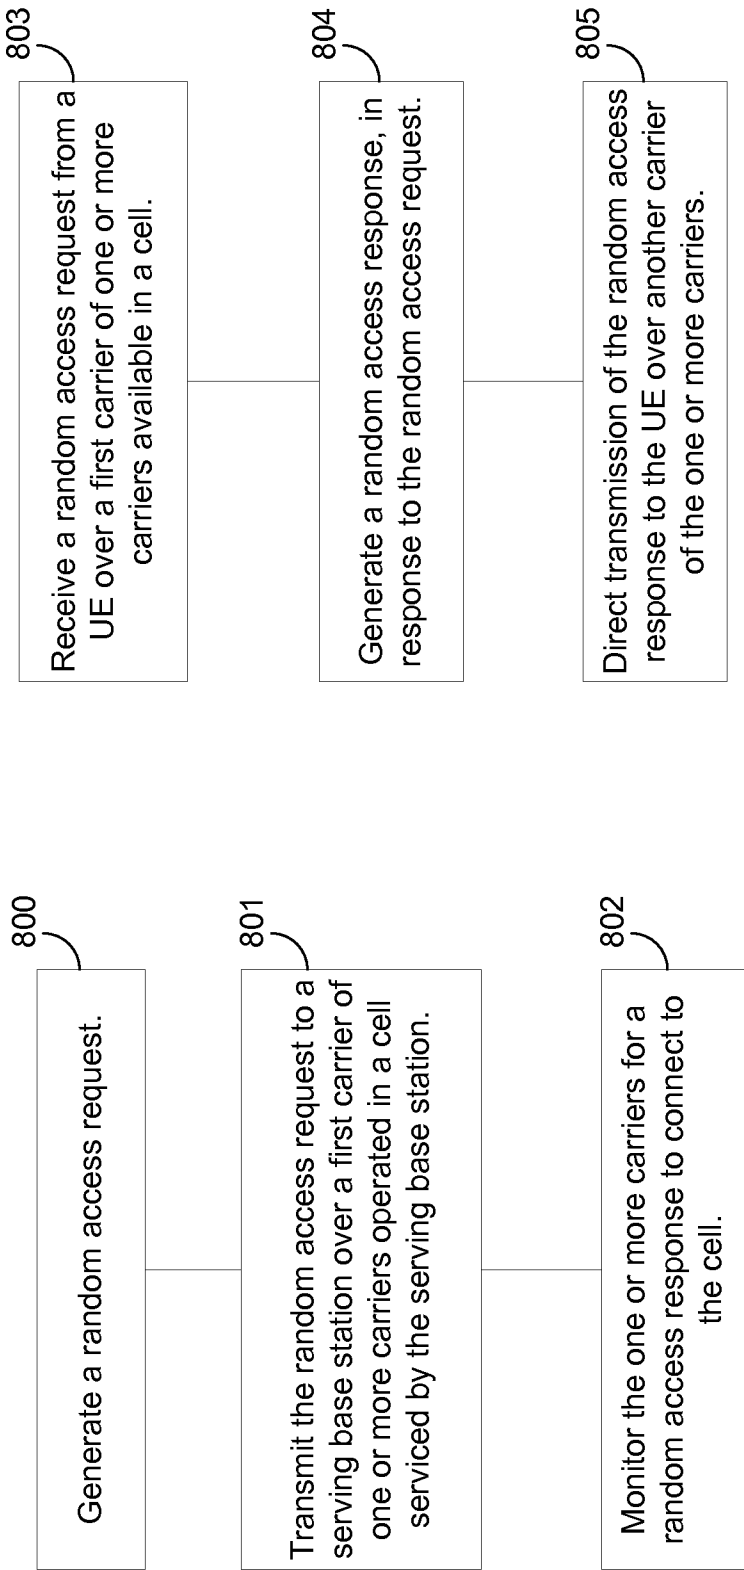 800
Generate a random access request.
801
Transmit the random access request to a
serving base station over a first carrier of
one or more carriers operated in a cell
serviced by the serving base station.
802
Monitor the one or more carriers for a
random access response to connect to
the cell.
803
Receive a random access request from a
UE over a first carrier of one or more
carriers available in a cell.
804
Generate a random access response, in
response to the random access request.
805
Direct transmission of the random access
response to the UE over another carrier
of the one or more carriers.